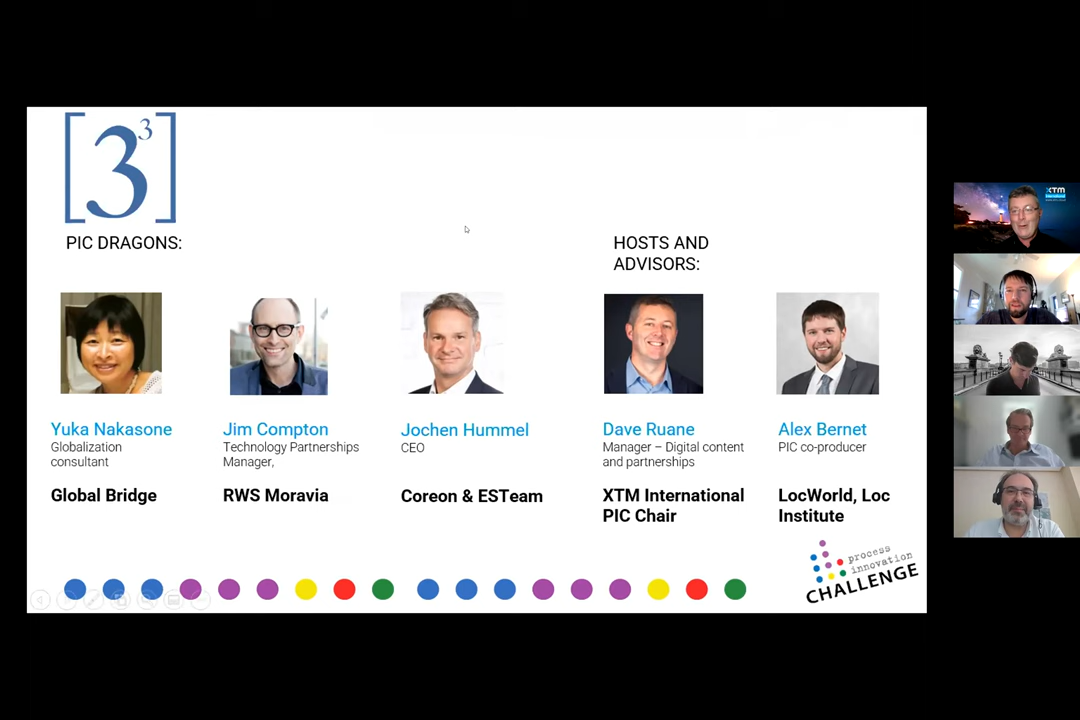 [3³]
PIC DRAGONS:
HOSTS AND
ADVISORS:
Yuka Nakasone
Globalization
consultant
Global Bridge
Jim Compton
Technology Partnerships
Manager,
RWS Moravia
Jochen Hummel
CEO
Coreon & ESTeam
Dave Ruane
Manager – Digital content
and partnerships
XTM International
PIC Chair
Alex Bernet
PIC co-producer
LocWorld, Loc
Institute
process
innovation
CHALLENGE
XTM
International